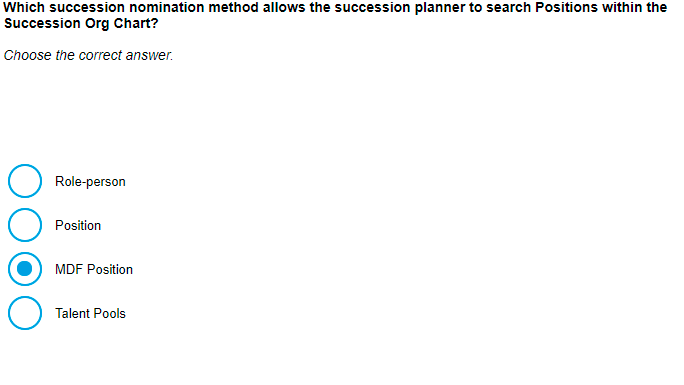 Which succession nomination method allows the succession planner to search Positions within the
Succession Org Chart?
Choose the correct answer.
Role-person
Position
MDF Position
Talent Pools